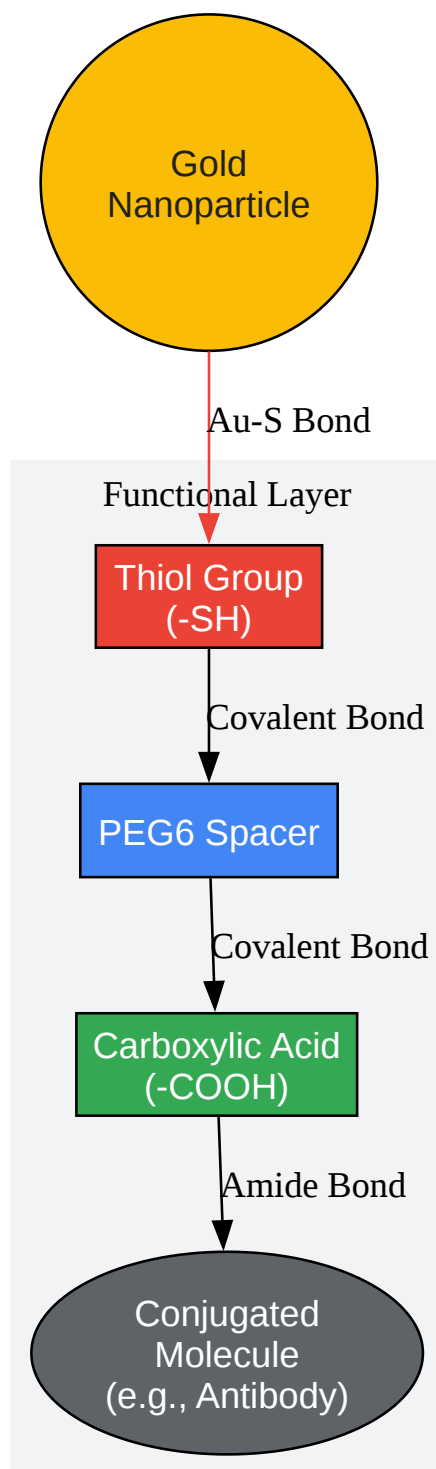 Gold
Nanoparticle
Au-S Bond
Functional Layer
Thiol Group
(-SH)
Covalent Bond
PEG6 Spacer
Covalent Bond
Carboxylic Acid
(-COOH)
Amide Bond
Conjugated
Molecule
(e.g., Antibody)